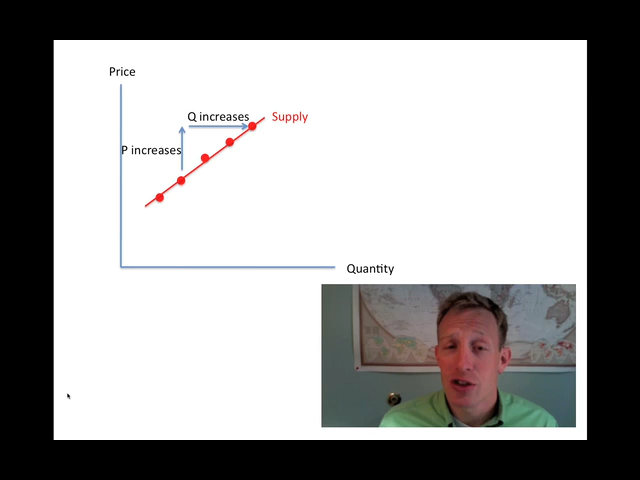 Price
Q increases
Supply
P increases
Quantity